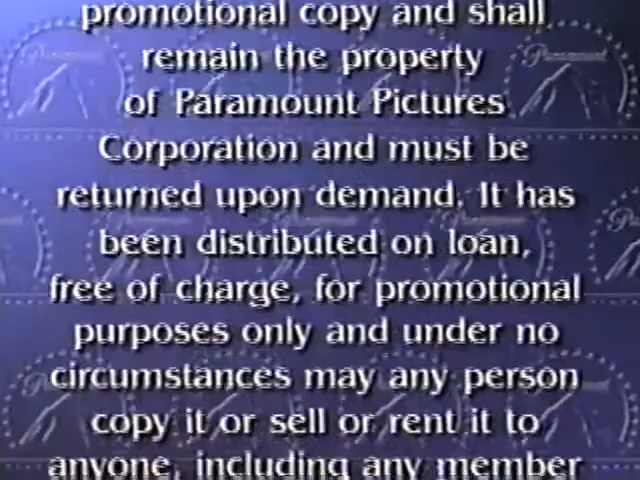 promotional copy and shall
remain the property
of Paramount Pictures
Corporation and must be
returned upon demand. It has
been distributed on loan,
free of charge, for promotional
purposes only and under no
circumstances may any person
copy it or sell or rent it to
anyone, including any member